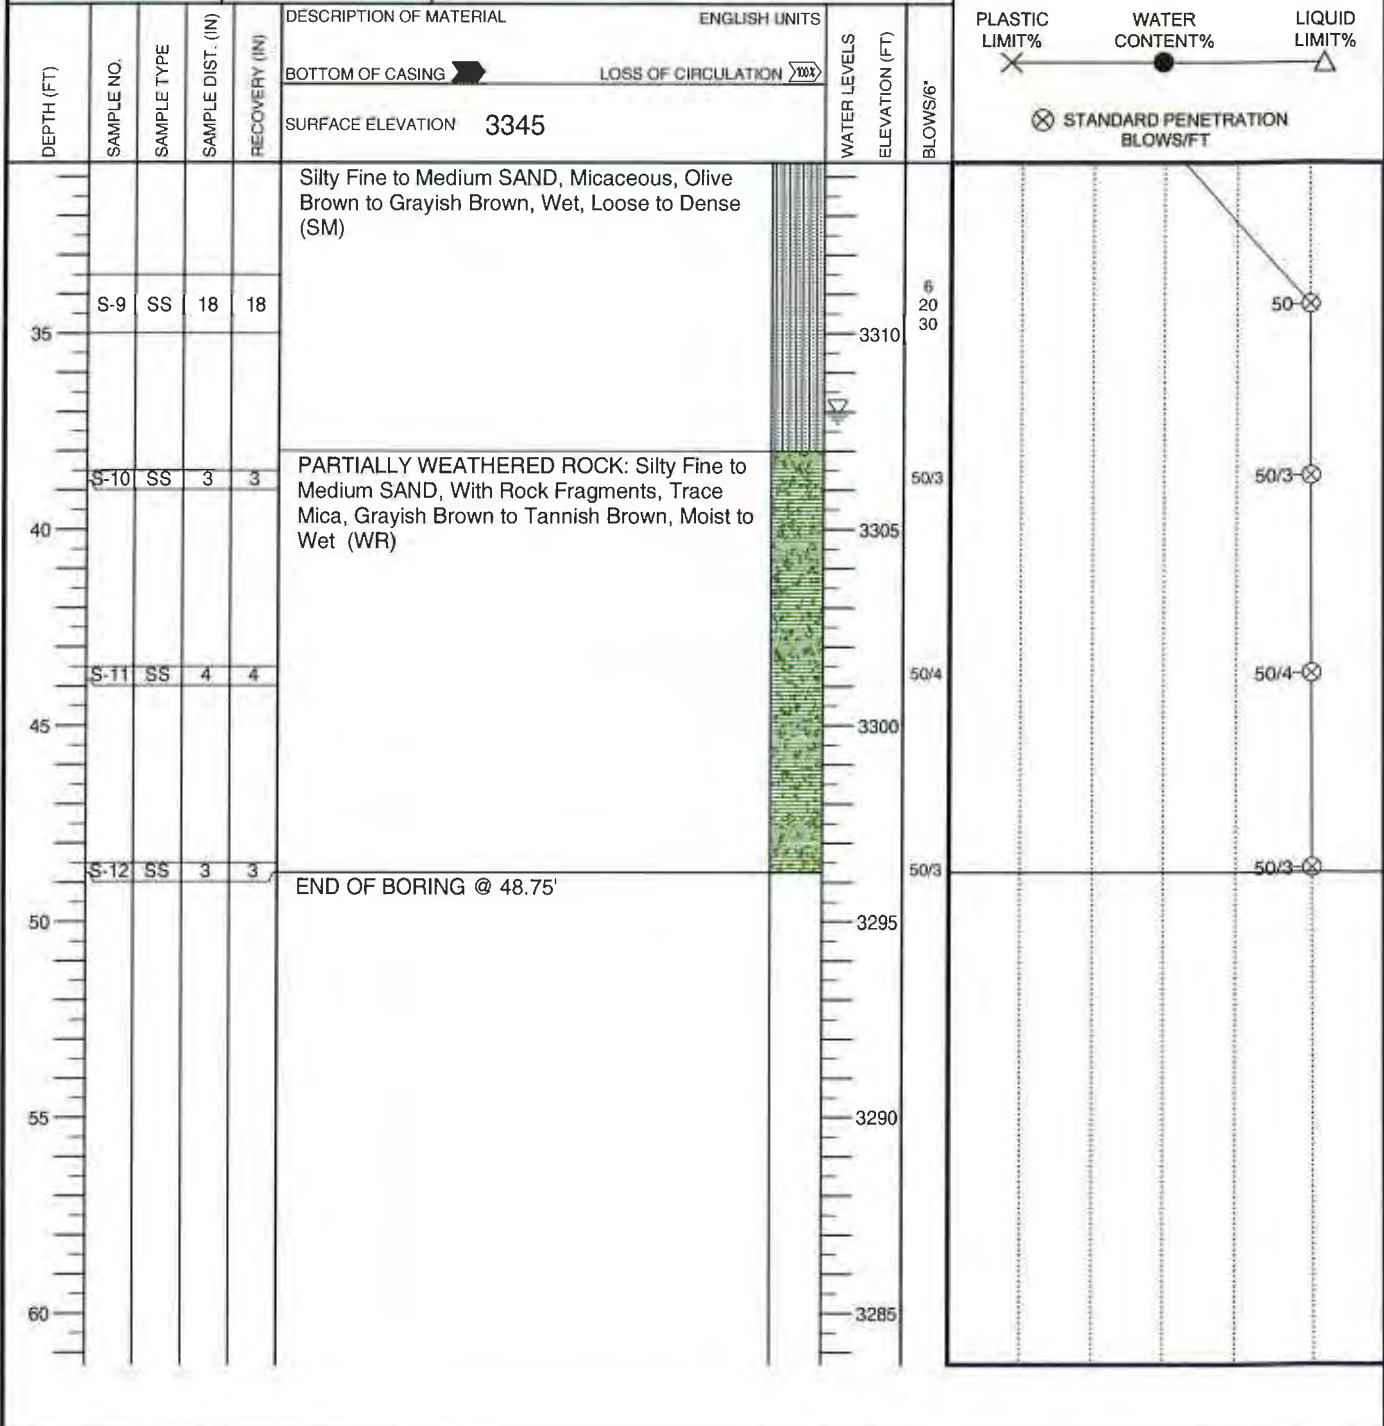 DEPTH (FT)
SAMPLE NO.
SAMPLE TYPE
SAMPLE DIST. (IN)
RECOVERY (IN)
DESCRIPTION OF MATERIAL ENGLISH UNITS
BOTTOM OF CASING LOSS OF CIRCULATION 100%
SURFACE ELEVATION 3345
WATER LEVELS
ELEVATION (FT)
BLOWS/6"
PLASTIC LIMIT%
WATER CONTENT%
LIQUID LIMIT%
STANDARD PENETRATION
BLOWS/FT
Silty Fine to Medium SAND, Micaceous, Olive
Brown to Grayish Brown, Wet, Loose to Dense
(SM)
S-9 SS 18 18
6
20
30
50
35
3310
PARTIALLY WEATHERED ROCK: Silty Fine to
Medium SAND, With Rock Fragments, Trace
Mica, Grayish Brown to Tannish Brown, Moist to
Wet (WR)
S-10 SS 3 3
50/3
50/3
40
3305
S-11 SS 4 4
50/4
50/4
45
3300
S-12 SS 3 3
50/3
50/3
END OF BORING @ 48.75'
50
3295
55
3290
60
3285